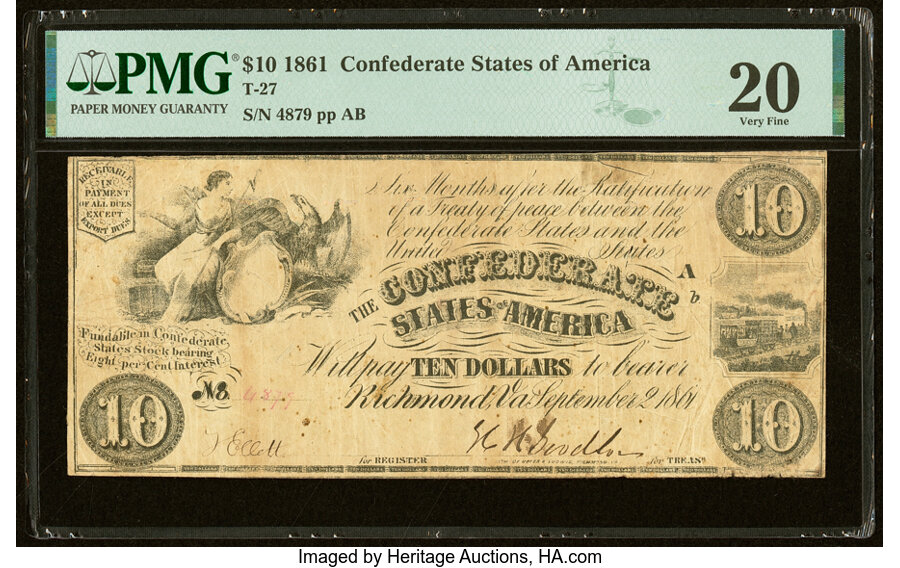 PMG®
PAPER MONEY GUARANTY
$10 1861 Confederate States of America
T-27
S/N 4879 pp AB
20
Very Fine
RECEIVABLE
IN
PAYMENT
OF ALL DUES
EXCEPT
EXPORT DUES
Six Months after the Ratification
of a Treaty of peace between the
Confederate States and the
United States
A
b
10
THE CONFEDERATE
STATES OF AMERICA
Fundable in Confederate
States Stock bearing
Eight per Cent Interest
Will pay TEN DOLLARS to bearer
No. 4879
Richmond, Va September 2 1861
10
10
J Ellett
for REGISTER
for TREASR
Imaged by Heritage Auctions, HA.com